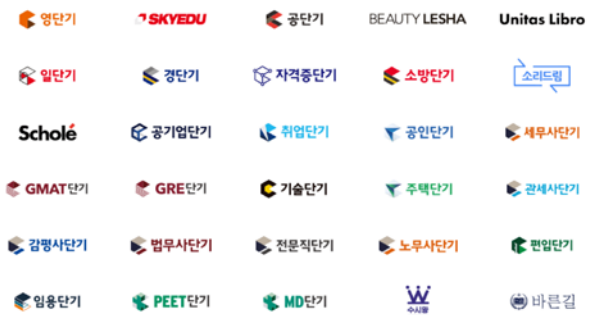 영단기
SKYEDU
공단기
BEAUTY LESHA
Unitas Libro
일단기
경단기
자격증단기
소방단기
소리드림
Scholé
공기업단기
취업단기
공인단기
세무사단기
GMAT단기
GRE단기
기술단기
주택단기
관세사단기
감평사단기
법무사단기
전문직단기
노무사단기
편입단기
임용단기
PEET단기
MD단기
수시왕
바른길